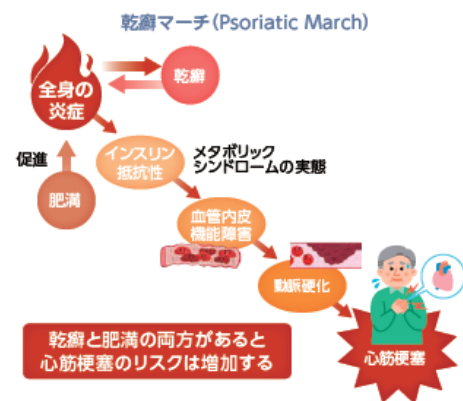 乾癬マーチ(Psoriatic March)
全身の
炎症
乾癬
促進
肥満
インスリン
抵抗性
メタボリック
シンドロームの実態
血管内皮
機能障害
動脈硬化
心筋梗塞
乾癬と肥満の両方があると
心筋梗塞のリスクは増加する